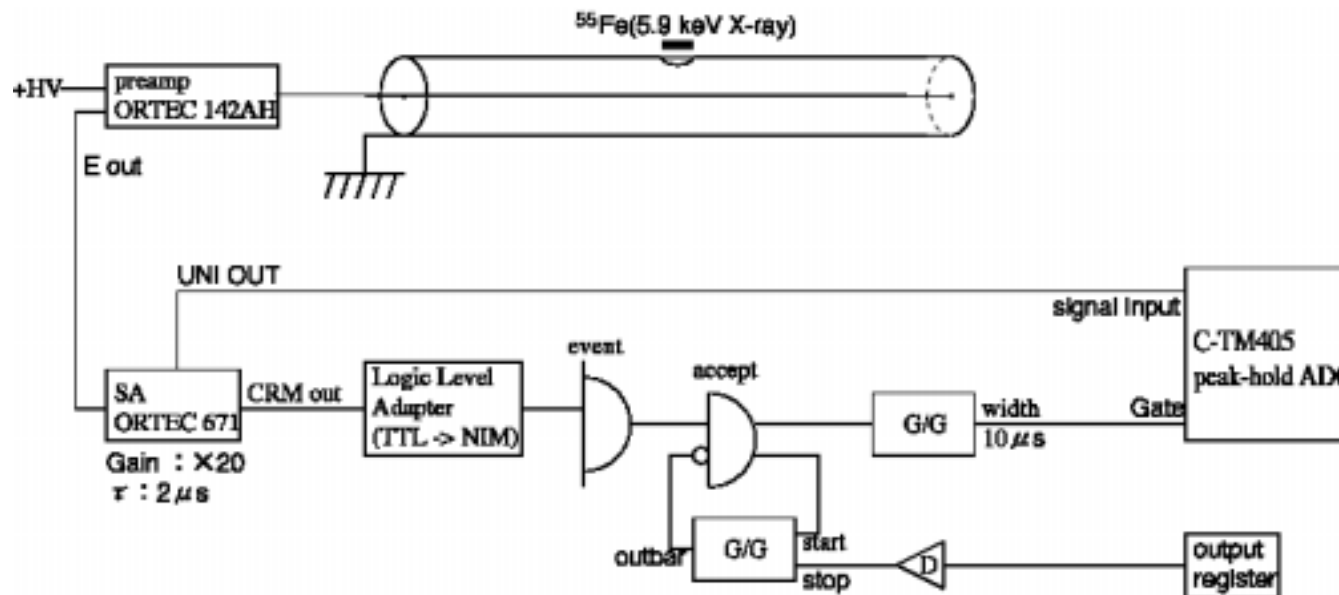 ⁵⁵Fe(5.9 keV X-ray)
+HV
preamp
ORTEC 142AH
E out
UNI OUT
signal input
C-TM405
peak-hold AD
event
accept
SA
ORTEC 671
CRM out
Logic Level
Adapter
(TTL -> NIM)
G/G
width
10μs
Gate
Gain : ×20
τ : 2μs
outbar
G/G
start
stop
D
output
register